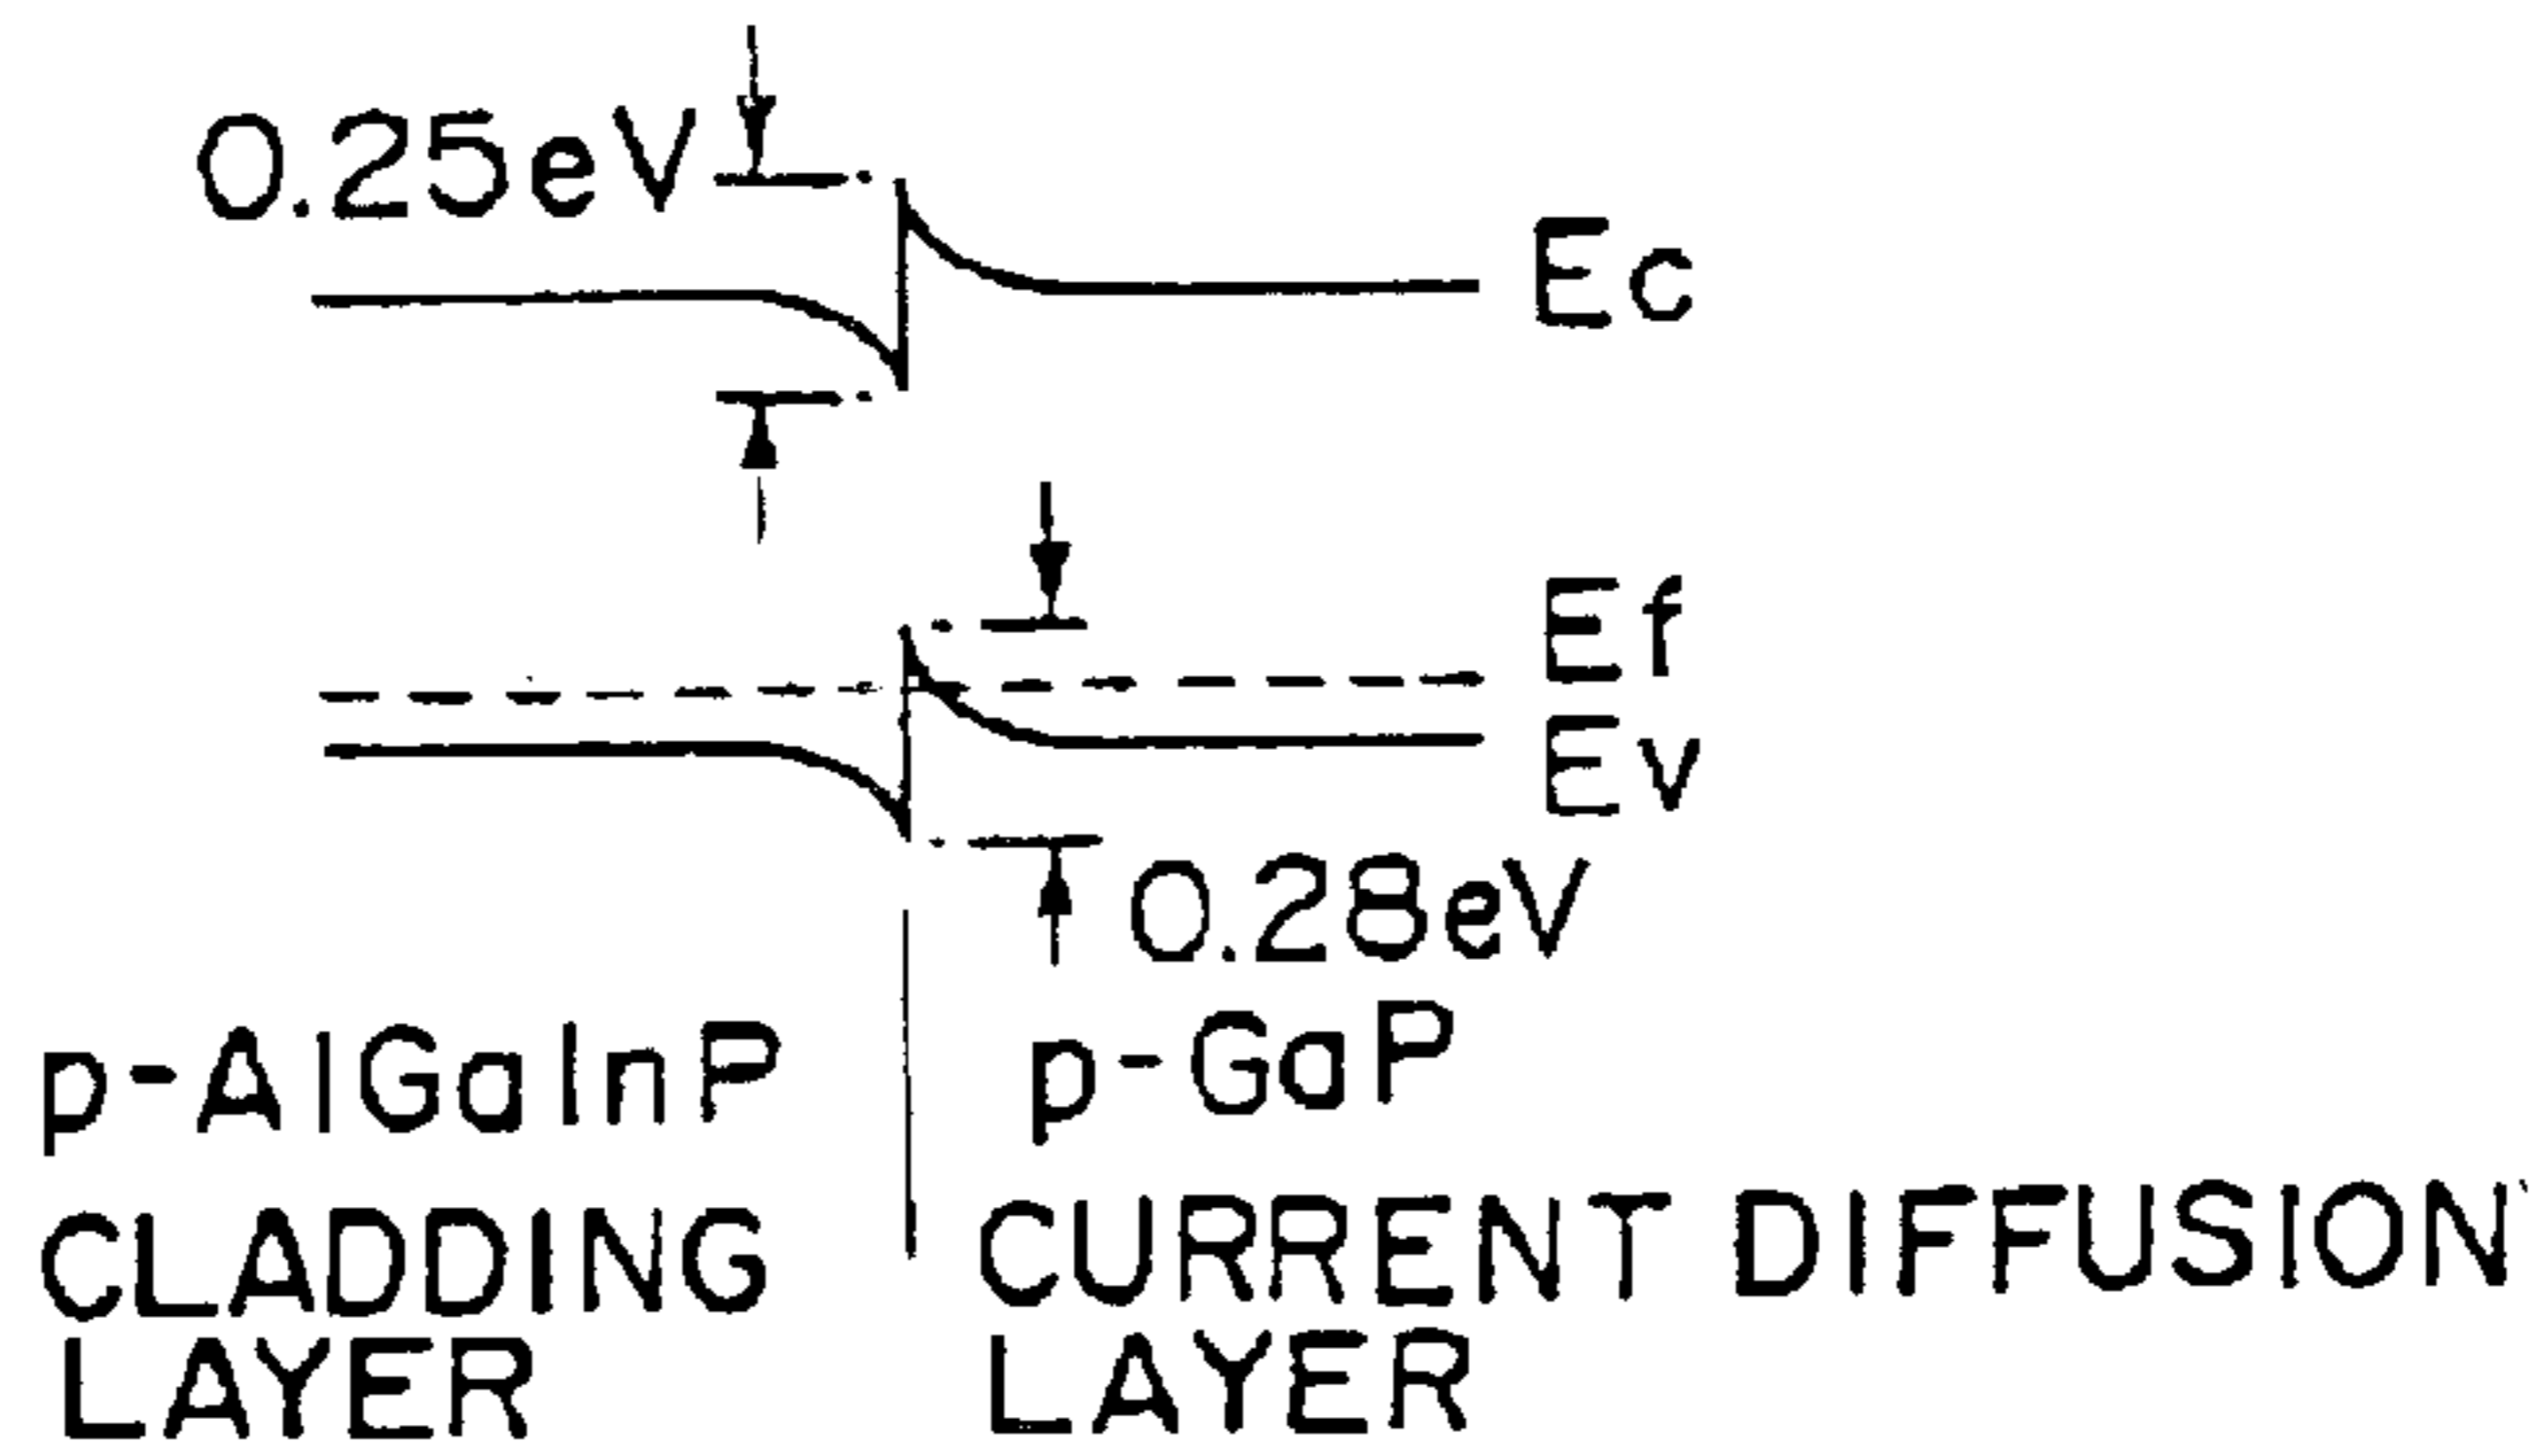 0.25eV
Ec
Ef
Ev
0.28eV
p-AlGaInP
CLADDING
LAYER
p-GaP
CURRENT DIFFUSION
LAYER